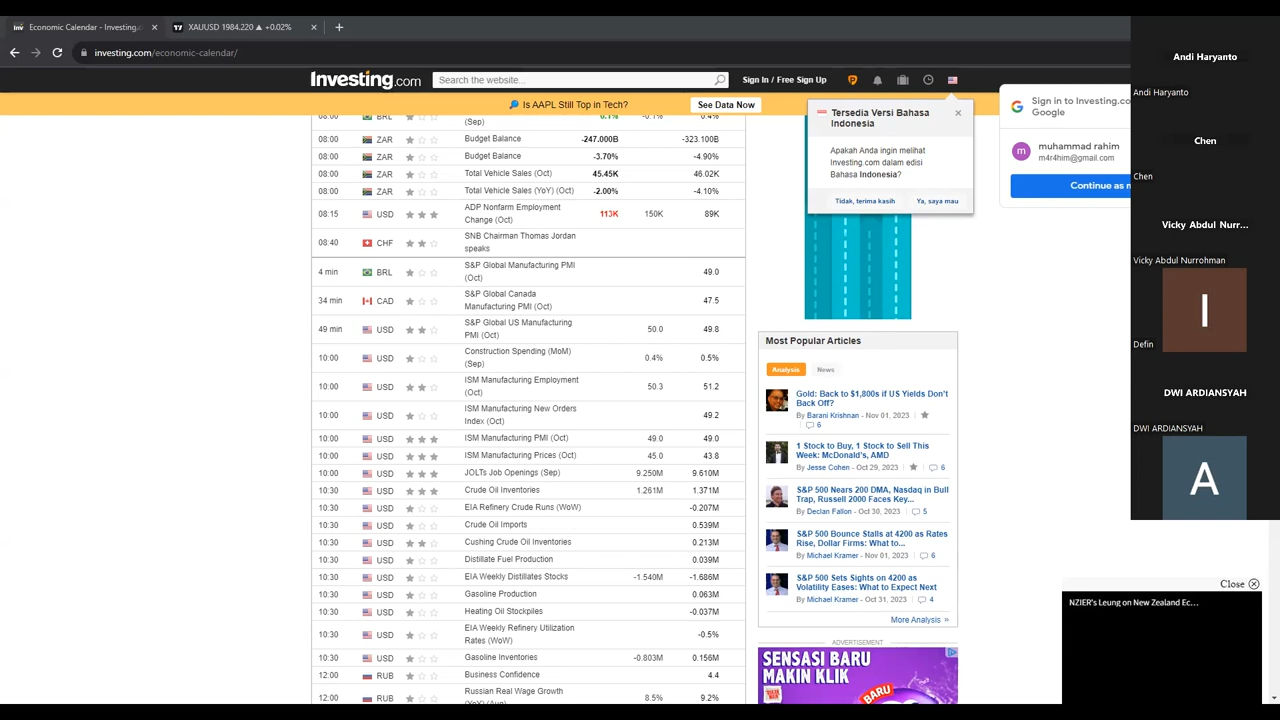 Economic Calendar - Investing.
XAUUSD 1984.220 ▲ +0.02%
investing.com/economic-calendar/
Investing.com
Search the website...
Sign In / Free Sign Up
Is AAPL Still Top in Tech?
See Data Now
Tersedia Versi Bahasa
Indonesia
Apakah Anda ingin melihat
Investing.com dalam edisi
Bahasa Indonesia?
Tidak, terima kasih
Ya, saya mau
Sign in to Investing.co
Google
muhammad rahim
m4r4him@gmail.com
Continue as m
08:00 BRL (Sep) 0.1% -0.1% 0.4%
08:00 ZAR Budget Balance -247.000B -323.100B
08:00 ZAR Budget Balance -3.70% -4.90%
08:00 ZAR Total Vehicle Sales (Oct) 45.45K 46.02K
08:00 ZAR Total Vehicle Sales (YoY) (Oct) -2.00% -4.10%
08:15 USD ADP Nonfarm Employment
Change (Oct) 113K 150K 89K
08:40 CHF SNB Chairman Thomas Jordan
speaks
4 min BRL S&P Global Manufacturing PMI
(Oct) 49.0
34 min CAD S&P Global Canada
Manufacturing PMI (Oct) 47.5
49 min USD S&P Global US Manufacturing
PMI (Oct) 50.0 49.8
10:00 USD Construction Spending (MoM)
(Sep) 0.4% 0.5%
10:00 USD ISM Manufacturing Employment
(Oct) 50.3 51.2
10:00 USD ISM Manufacturing New Orders
Index (Oct) 49.2
10:00 USD ISM Manufacturing PMI (Oct) 49.0 49.0
10:00 USD ISM Manufacturing Prices (Oct) 45.0 43.8
10:00 USD JOLTs Job Openings (Sep) 9.250M 9.610M
10:30 USD Crude Oil Inventories 1.261M 1.371M
10:30 USD EIA Refinery Crude Runs (WoW) -0.207M
10:30 USD Crude Oil Imports 0.539M
10:30 USD Cushing Crude Oil Inventories 0.213M
10:30 USD Distillate Fuel Production 0.039M
10:30 USD EIA Weekly Distillates Stocks -1.540M -1.686M
10:30 USD Gasoline Production 0.063M
10:30 USD Heating Oil Stockpiles -0.037M
10:30 USD EIA Weekly Refinery Utilization
Rates (WoW) -0.5%
10:30 USD Gasoline Inventories -0.803M 0.156M
12:00 RUB Business Confidence 4.4
12:00 RUB Russian Real Wage Growth
(YoY) (Aug) 8.5% 9.2%
Most Popular Articles
Analysis News
Gold: Back to $1,800s if US Yields Don't
Back Off?
By Barani Krishnan - Nov 01, 2023
6
1 Stock to Buy, 1 Stock to Sell This
Week: McDonald's, AMD
By Jesse Cohen - Oct 29, 2023 6
S&P 500 Nears 200 DMA, Nasdaq in Bull
Trap, Russell 2000 Faces Key...
By Declan Fallon - Oct 30, 2023 5
S&P 500 Bounce Stalls at 4200 as Rates
Rise, Dollar Firms: What to...
By Michael Kramer - Nov 01, 2023 6
S&P 500 Sets Sights on 4200 as
Volatility Eases: What to Expect Next
By Michael Kramer - Oct 31, 2023 4
More Analysis »
ADVERTISEMENT
SENSASI BARU
MAKIN KLIK
BARU
Andi Haryanto
Andi Haryanto
Chen
Chen
Vicky Abdul Nurr...
Vicky Abdul Nurrohman
I
Defin
DWI ARDIANSYAH
DWI ARDIANSYAH
A
Close
NZIER's Leung on New Zealand Ec...